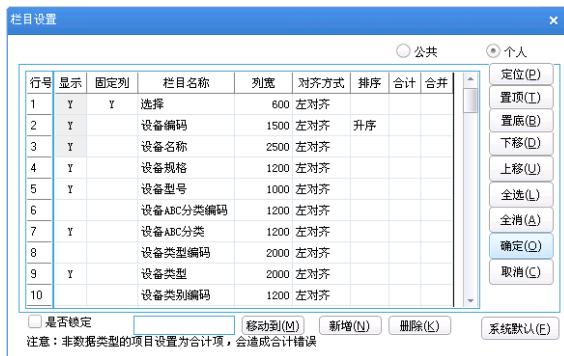 栏目设置 ×
公共 个人
行号 显示 固定列 栏目名称 列宽 对齐方式 排序 合计 合并
1 Y Y 选择 600 左对齐
2 Y 设备编码 1500 左对齐 升序
3 Y 设备名称 2500 左对齐
4 Y 设备规格 1200 左对齐
5 Y 设备型号 1000 左对齐
6 设备ABC分类编码 1200 左对齐
7 Y 设备ABC分类 1200 左对齐
8 设备类型编码 2000 左对齐
9 Y 设备类型 2000 左对齐
10 设备类别编码 1200 左对齐
定位(P)
置顶(T)
置底(B)
下移(D)
上移(U)
全选(L)
全消(A)
确定(O)
取消(C)
是否锁定 移动到(M) 新增(N) 删除(K) 系统默认(F)
注意：非数据类型的项目设置为合计项，会造成合计错误